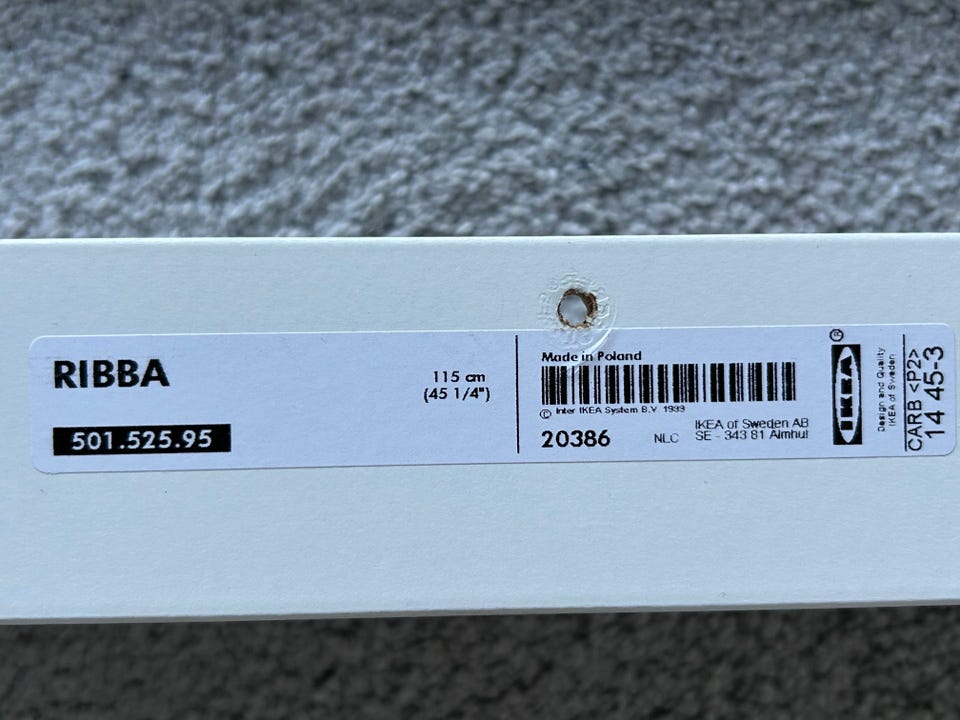 RIBBA
115 cm
(45 1/4")
501.525.95
Made in Poland
© Inter IKEA System B.V. 1999
20386
NLC
IKEA of Sweden AB
SE - 343 81 Älmhult
IKEA®
Design and Quality
IKEA of Sweden
CARB <P2>
14 45-3